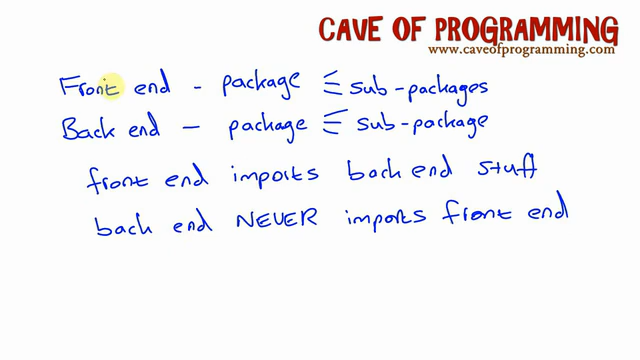 CAVE OF PROGRAMMING
www.caveofprogramming.com
Front end - package sub-packages
Back end - package sub-package
front end imports back end stuff
back end NEVER imports front end